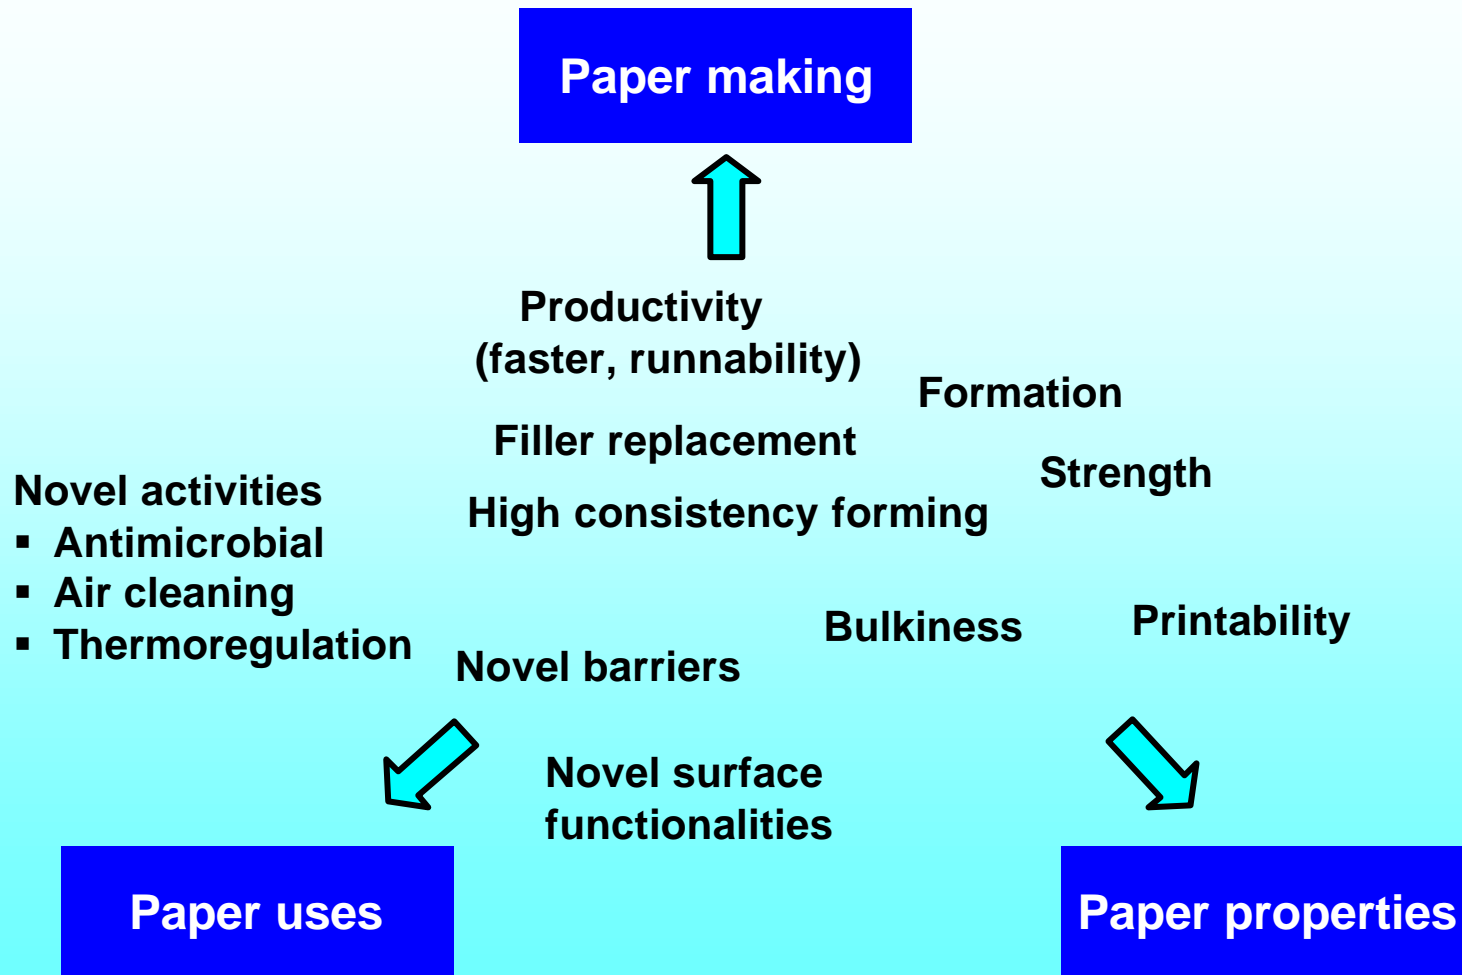 Paper making
Productivity
(faster, runnability)
Formation
Filler replacement
Strength
Novel activities
▪ Antimicrobial
▪ Air cleaning
▪ Thermoregulation
High consistency forming
Bulkiness
Printability
Novel barriers
Novel surface
functionalities
Paper uses
Paper properties